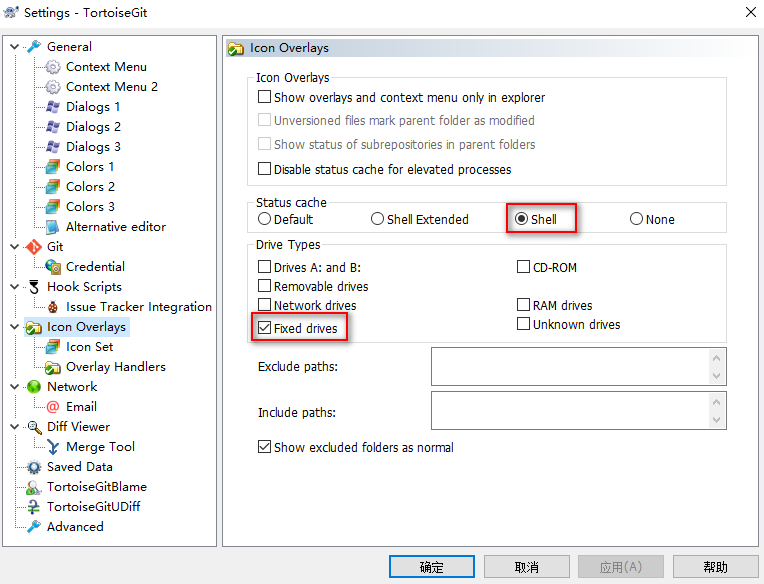 Settings - TortoiseGit
General
Context Menu
Context Menu 2
Dialogs 1
Dialogs 2
Dialogs 3
Colors 1
Colors 2
Colors 3
Alternative editor
Git
Credential
Hook Scripts
Issue Tracker Integration
Icon Overlays
Icon Set
Overlay Handlers
Network
Email
Diff Viewer
Merge Tool
Saved Data
TortoiseGitBlame
TortoiseGitUDiff
Advanced
Icon Overlays
Icon Overlays
Show overlays and context menu only in explorer
Unversioned files mark parent folder as modified
Show status of subrepositories in parent folders
Disable status cache for elevated processes
Status cache
Default Shell Extended Shell None
Drive Types
Drives A: and B: CD-ROM
Removable drives
Network drives RAM drives
Fixed drives Unknown drives
Exclude paths:
Include paths:
Show excluded folders as normal
确定 取消 应用(A) 帮助